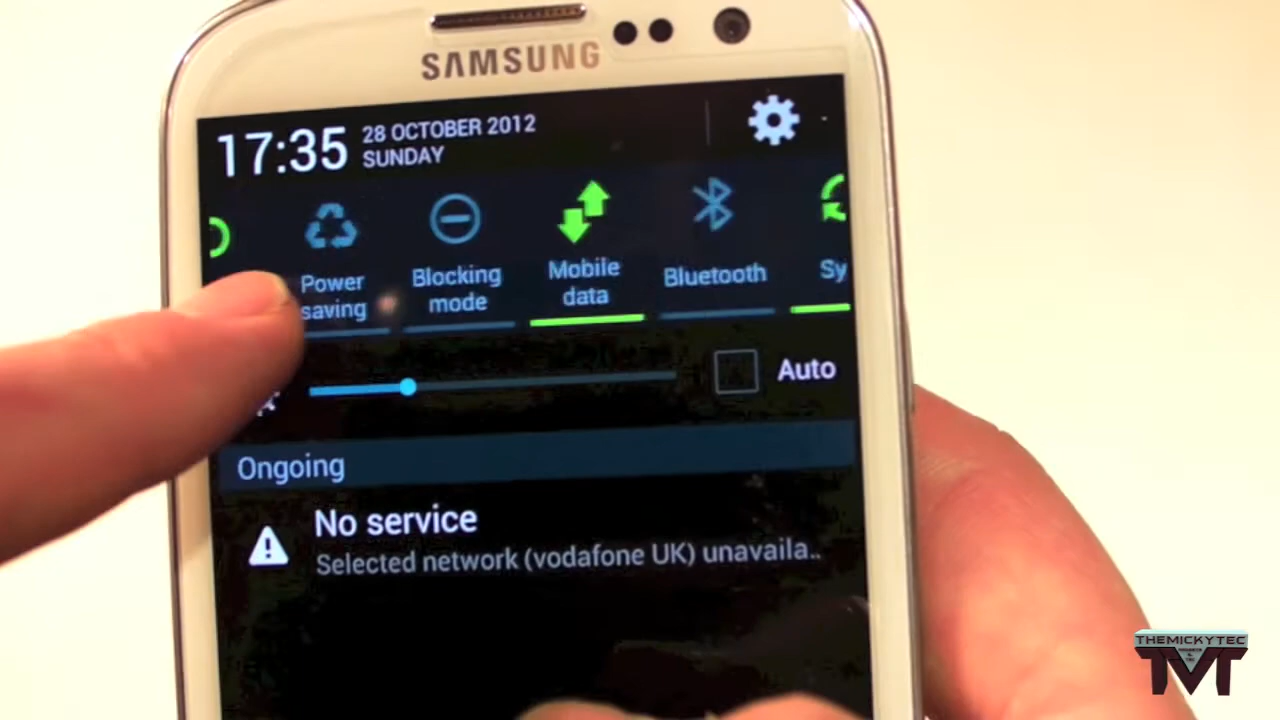 SAMSUNG
17:35
28 OCTOBER 2012
SUNDAY
Power
saving
Blocking
mode
Mobile
data
Bluetooth
Sy
Auto
Ongoing
No service
Selected network (vodafone UK) unavaila..
THEMICKYTEC
TMT